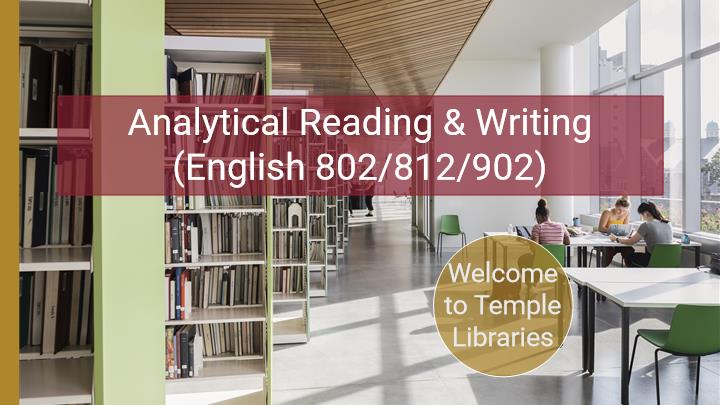 Analytical Reading & Writing
(English 802/812/902)
Welcome
to Temple
Libraries